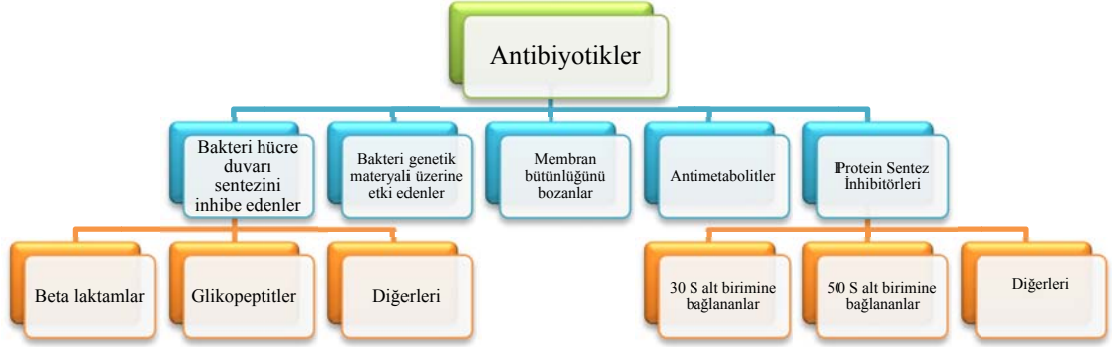 Antibiyotikler
Bakteri hücre
duvarı
sentezini
inhibe edenler
Bakteri genetik
materyali üzerine
etki edenler
Membran
bütünlüğünü
bozanlar
Antimetabolitler
Protein Sentez
İnhibitörleri
Beta laktamlar
Glikopeptitler
Diğerleri
30 S alt birimine
bağlananlar
50 S alt birimine
bağlananlar
Diğerleri